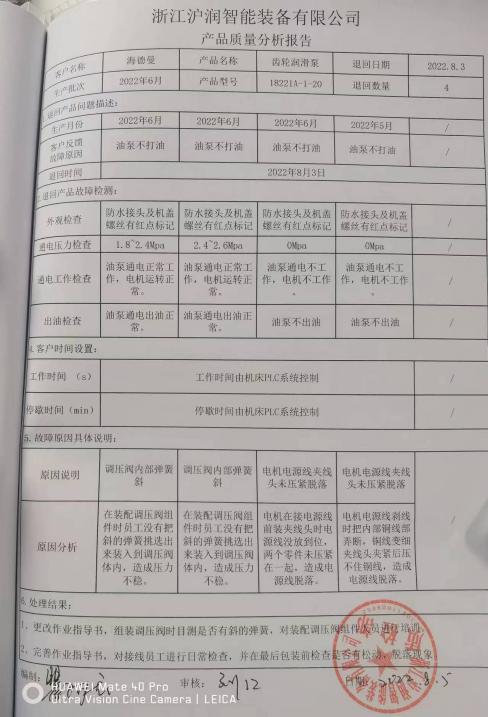 浙江沪润智能装备有限公司
产品质量分析报告
客户名称 海德曼 产品名称 齿轮润滑泵 退回日期 2022.8.3
生产批次 2022年6月 产品型号 18221A-1-20 退回数量 4
退回产品问题描述:
生产月份 2022年6月 2022年6月 2022年6月 2022年5月 /
客户反馈 油泵不打油 油泵不打油 油泵不打油 油泵不打油 /
故障原因
退回时间 2022年8月3日
退回产品故障检测:
外观检查 防水接头及机盖 防水接头及机盖 防水接头及机盖 防水接头及机盖 /
螺丝有红点标记 螺丝有红点标记 螺丝有红点标记 螺丝有红点标记
通电压力检查 1.8~2.4Mpa 2.4~2.6Mpa 0Mpa 0Mpa /
油泵通电正常工 油泵通电正常工 油泵通电不工 油泵通电不工
通电工作检查 作，电机运转正 作，电机运转正 作，电机不工作 作，电机不工作 /
常。 常。 。 。
出油检查 油泵通电出油正 油泵通电出油正 油泵不出油 油泵不出油 /
常。 常。
4.客户时间设置:
工作时间 (s) 工作时间由机床PLC系统控制 /
停歇时间(min) 停歇时间由机床PLC系统控制 /
5.故障原因具体说明:
原因说明 调压阀内部弹簧 调压阀内部弹簧 电机电源线夹线 电机电源线夹线 /
斜 斜 头未压紧脱落 头未压紧脱落
在装配调压阀组 在装配调压阀组 电机在接电源线 电机电源线剥线
件时员工没有把 件时员工没有把 前装夹线头时电 时把内部铜线部
原因分析 斜的弹簧挑选出 斜的弹簧挑选出 源线没放到位， 弄断，铜线变细 /
来装入到调压阀 来装入到调压阀 两个零件未压紧 夹线头夹紧后压
体内，造成压力 体内，造成压力 在一起，造成电 不住铜线，造成
不稳。 不稳。 源线脱落。 电源线脱落。
6.处理结果:
1、更改作业指导书，组装调压阀时目测是否有斜的弹簧，对装配调压阀组件人员进行培训
2、完善作业指导书，对接线员工进行日常检查，并在最后包装前检查是否有松动，脱落现象
编制: 审核: 日期: 2022.8.5
HUAWEI Mate 40 Pro
Ultra/Vision Cine Camera | LEICA